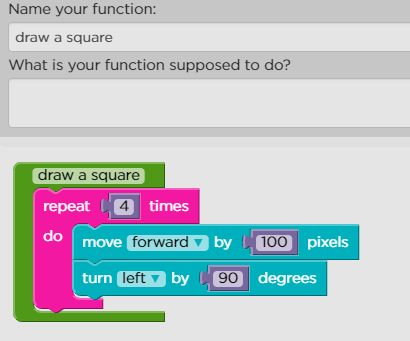 Name your function:
draw a square
What is your function supposed to do?
draw a square
repeat 4 times
do
move forward ▼ by 100 pixels
turn left ▼ by 90 degrees